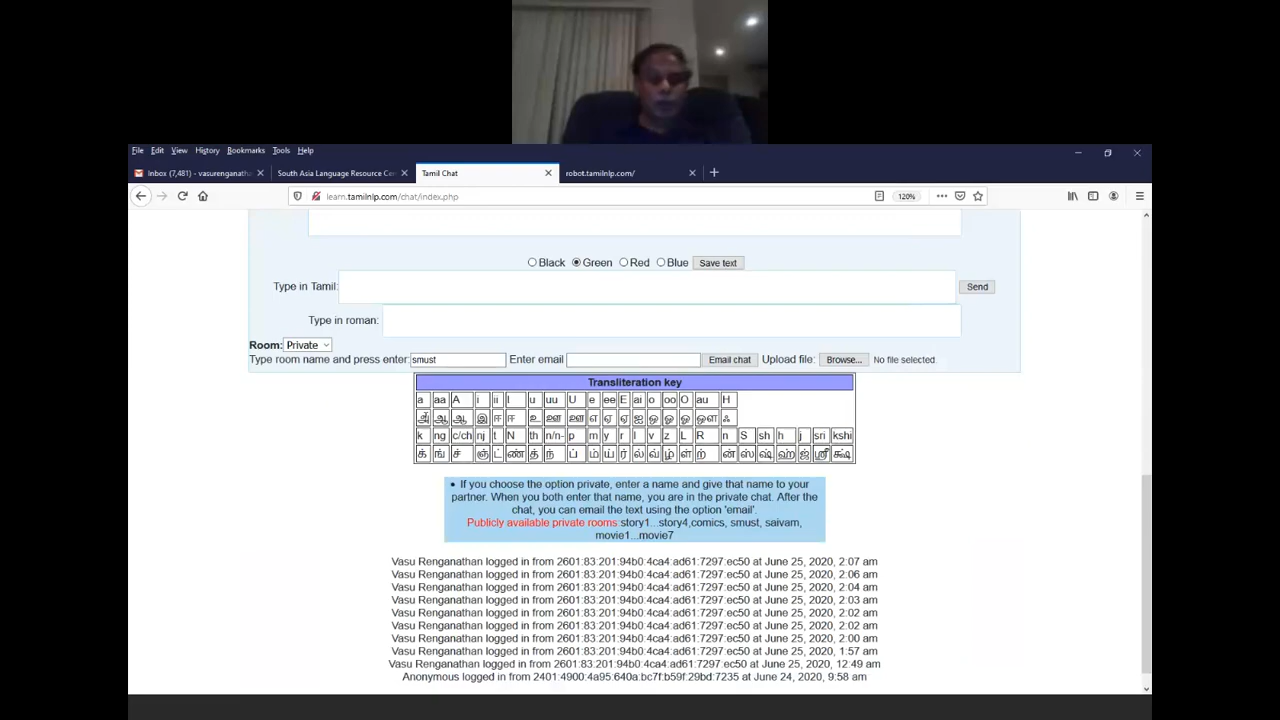 File Edit View History Bookmarks Tools Help
Inbox (7,481) - vasurenganath
South Asia Language Resource Cen
Tamil Chat
robot.tamilnlp.com/
learn.tamilnlp.com/chat/index.php
120%
Black Green Red Blue Save text
Type in Tamil: Send
Type in roman:
Room: Private
Type room name and press enter: smust Enter email Email chat Upload file: Browse... No file selected.
Transliteration key
a aa A i ii I u uu U e ee E ai o oo O au H
அ ஆ ஆ இ ஈ ஈ உ ஊ ஊ எ ஏ ஏ ஐ ஒ ஓ ஓ ஔ ஃ
k ng c/ch nj t N th n/n- p m y r l v z L R n S sh h j sri kshi
க் ங் ச் ஞ் ட் ண் த் ந் ப் ம் ய் ர் ல் வ் ழ் ள் ற் ன் ஸ் ஷ் ஹ் ஜ் ஸ்ரீ க்ஷ்
• If you choose the option private, enter a name and give that name to your
partner. When you both enter that name, you are in the private chat. After the
chat, you can email the text using the option 'email'.
Publicly available private rooms:story1...story4,comics, smust, saivam,
movie1...movie7
Vasu Renganathan logged in from 2601:83:201:94b0:4ca4:ad61:7297:ec50 at June 25, 2020, 2:07 am
Vasu Renganathan logged in from 2601:83:201:94b0:4ca4:ad61:7297:ec50 at June 25, 2020, 2:06 am
Vasu Renganathan logged in from 2601:83:201:94b0:4ca4:ad61:7297:ec50 at June 25, 2020, 2:04 am
Vasu Renganathan logged in from 2601:83:201:94b0:4ca4:ad61:7297:ec50 at June 25, 2020, 2:03 am
Vasu Renganathan logged in from 2601:83:201:94b0:4ca4:ad61:7297:ec50 at June 25, 2020, 2:02 am
Vasu Renganathan logged in from 2601:83:201:94b0:4ca4:ad61:7297:ec50 at June 25, 2020, 2:02 am
Vasu Renganathan logged in from 2601:83:201:94b0:4ca4:ad61:7297:ec50 at June 25, 2020, 2:00 am
Vasu Renganathan logged in from 2601:83:201:94b0:4ca4:ad61:7297:ec50 at June 25, 2020, 1:57 am
Vasu Renganathan logged in from 2601:83:201:94b0:4ca4:ad61:7297:ec50 at June 25, 2020, 12:49 am
Anonymous logged in from 2401:4900:4a95:640a:bc7f:b59f:29bd:7235 at June 24, 2020, 9:58 am